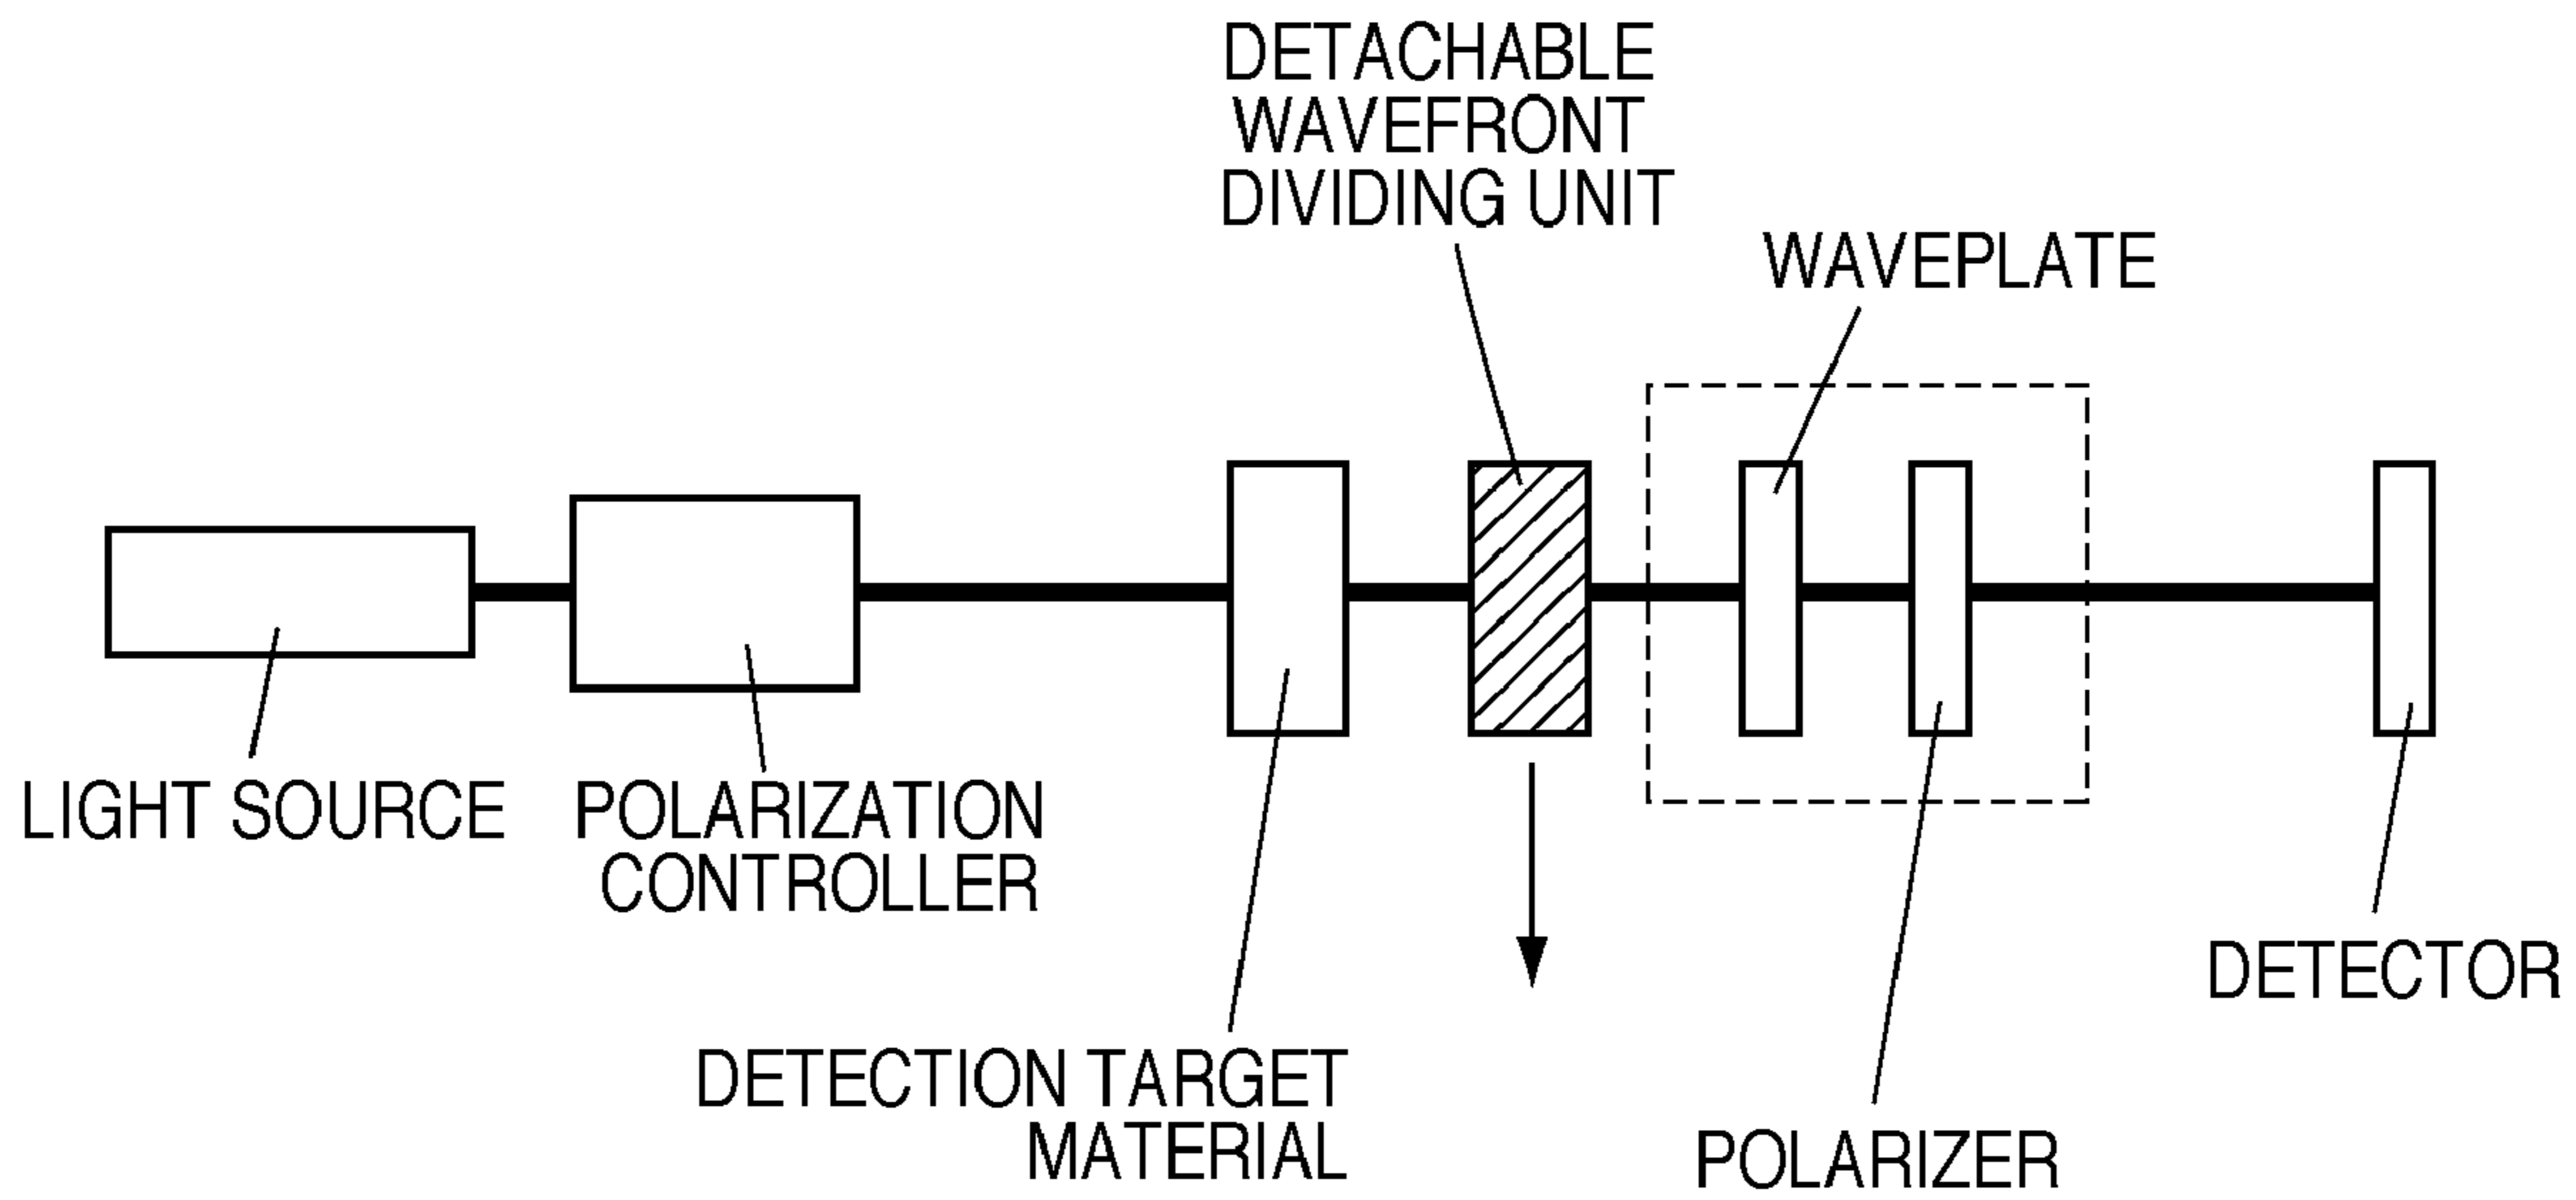 DETACHABLE
WAVEFRONT
DIVIDING UNIT
WAVEPLATE
LIGHT SOURCE
POLARIZATION
CONTROLLER
DETECTION TARGET
MATERIAL
POLARIZER
DETECTOR